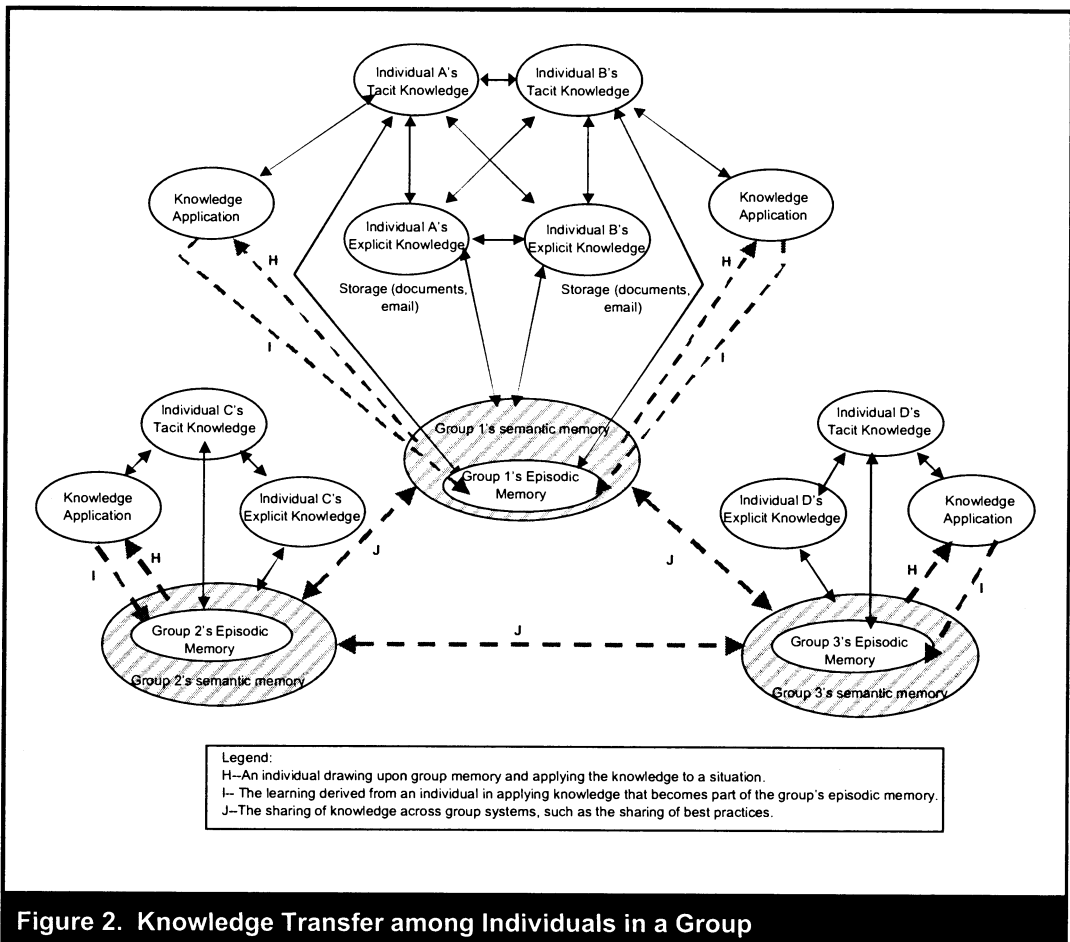 Individual A's
Tacit Knowledge
Individual B's
Tacit Knowledge
Knowledge
Application
Knowledge
Application
Individual A's
Explicit Knowledge
Individual B's
Explicit Knowledge
H
H
Storage (documents,
email)
Storage (documents,
email)
I
I
Individual C's
Tacit Knowledge
Group 1's semantic memory
Individual D's
Tacit Knowledge
Group 1's Episodic
Memory
Knowledge
Application
Individual C's
Explicit Knowledge
Individual D's
Explicit Knowledge
Knowledge
Application
J
J
H
I
H
I
Group 2's Episodic
Memory
Group 2's semantic memory
J
Group 3's Episodic
Memory
Group 3's semantic memory
Legend:
H--An individual drawing upon group memory and applying the knowledge to a situation.
I-- The learning derived from an individual in applying knowledge that becomes part of the group's episodic memory.
J--The sharing of knowledge across group systems, such as the sharing of best practices.
Figure 2. Knowledge Transfer among Individuals in a Group